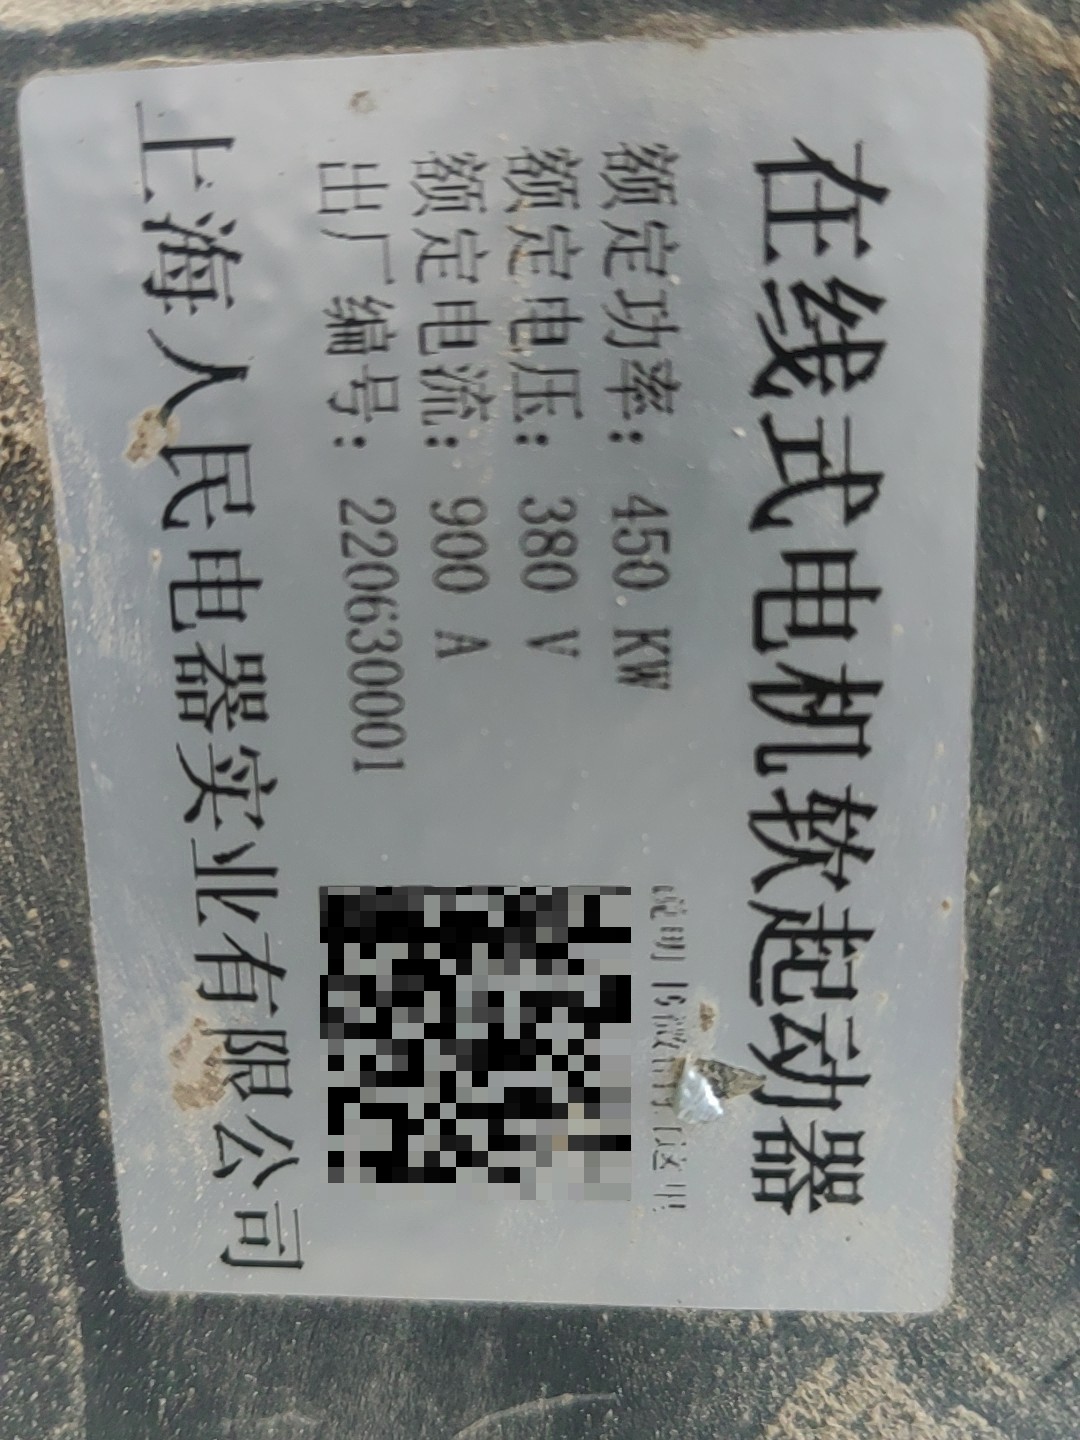 在线式电机软起动器
额定功率: 450 KW
额定电压: 380 V
额定电流: 900 A
出厂编号: 220630001
上海人民电器实业有限公司